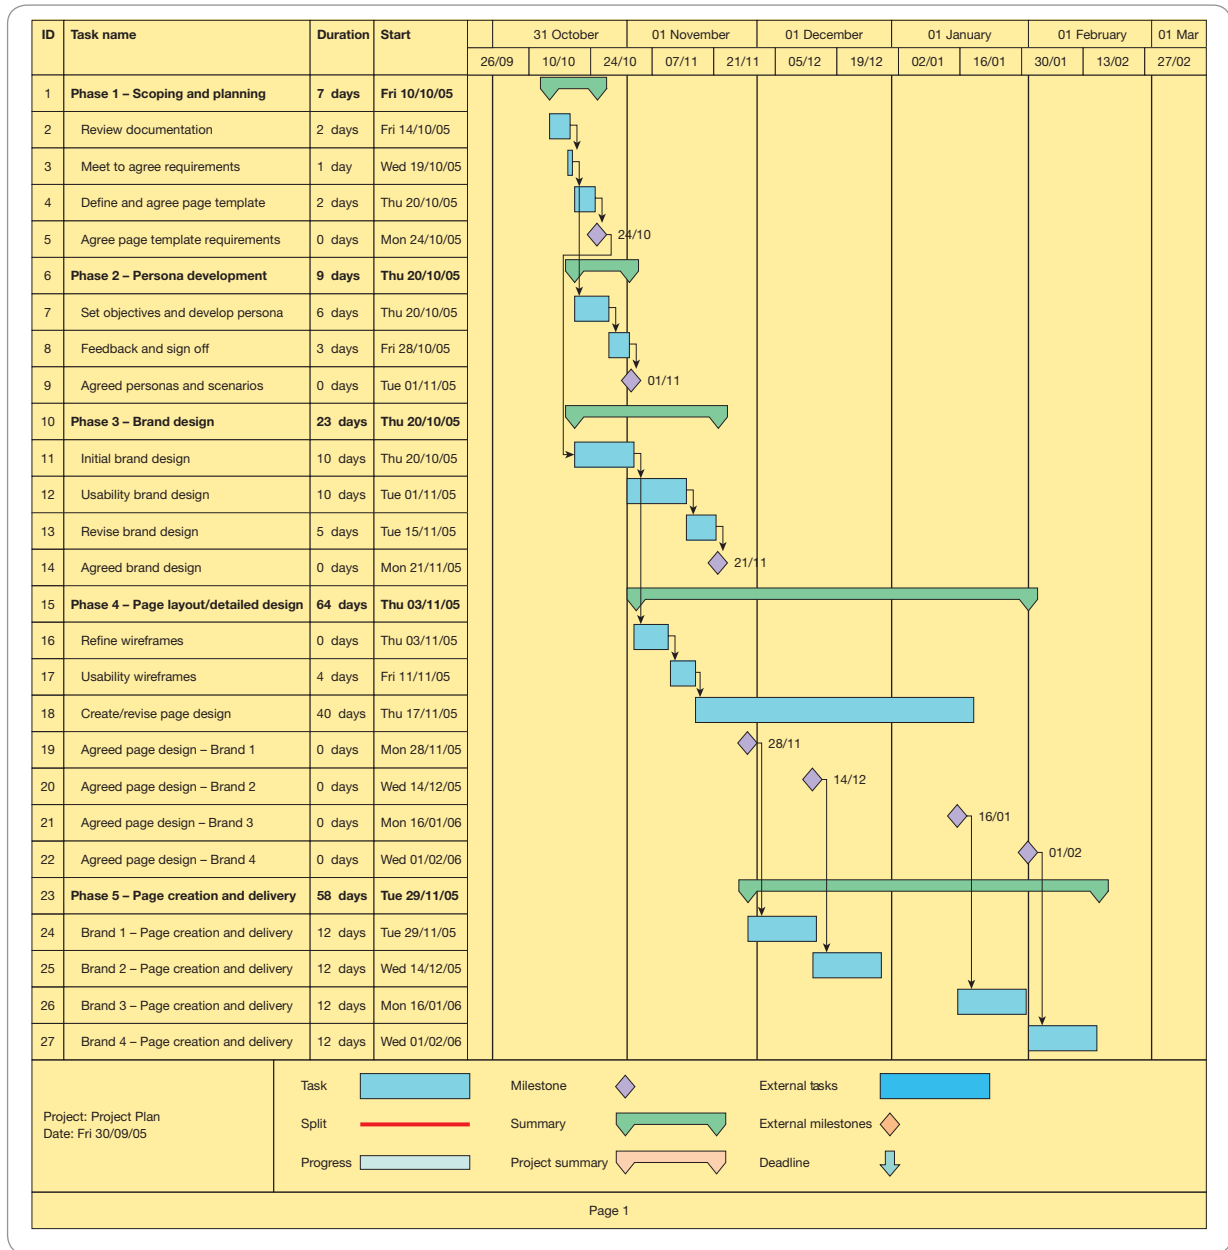 ID Task name Duration Start 31 October 01 November 01 December 01 January 01 February 01 Mar
26/09 10/10 24/10 07/11 21/11 05/12 19/12 02/01 16/01 30/01 13/02 27/02
1 Phase 1 – Scoping and planning 7 days Fri 10/10/05
2 Review documentation 2 days Fri 14/10/05
3 Meet to agree requirements 1 day Wed 19/10/05
4 Define and agree page template 2 days Thu 20/10/05
5 Agree page template requirements 0 days Mon 24/10/05 24/10
6 Phase 2 – Persona development 9 days Thu 20/10/05
7 Set objectives and develop persona 6 days Thu 20/10/05
8 Feedback and sign off 3 days Fri 28/10/05
9 Agreed personas and scenarios 0 days Tue 01/11/05 01/11
10 Phase 3 – Brand design 23 days Thu 20/10/05
11 Initial brand design 10 days Thu 20/10/05
12 Usability brand design 10 days Tue 01/11/05
13 Revise brand design 5 days Tue 15/11/05
14 Agreed brand design 0 days Mon 21/11/05 21/11
15 Phase 4 – Page layout/detailed design 64 days Thu 03/11/05
16 Refine wireframes 0 days Thu 03/11/05
17 Usability wireframes 4 days Fri 11/11/05
18 Create/revise page design 40 days Thu 17/11/05
19 Agreed page design – Brand 1 0 days Mon 28/11/05 28/11
20 Agreed page design – Brand 2 0 days Wed 14/12/05 14/12
21 Agreed page design – Brand 3 0 days Mon 16/01/06 16/01
22 Agreed page design – Brand 4 0 days Wed 01/02/06 01/02
23 Phase 5 – Page creation and delivery 58 days Tue 29/11/05
24 Brand 1 – Page creation and delivery 12 days Tue 29/11/05
25 Brand 2 – Page creation and delivery 12 days Wed 14/12/05
26 Brand 3 – Page creation and delivery 12 days Mon 16/01/06
27 Brand 4 – Page creation and delivery 12 days Wed 01/02/06
Project: Project Plan
Date: Fri 30/09/05
Task Milestone External tasks
Split Summary External milestones
Progress Project summary Deadline
Page 1